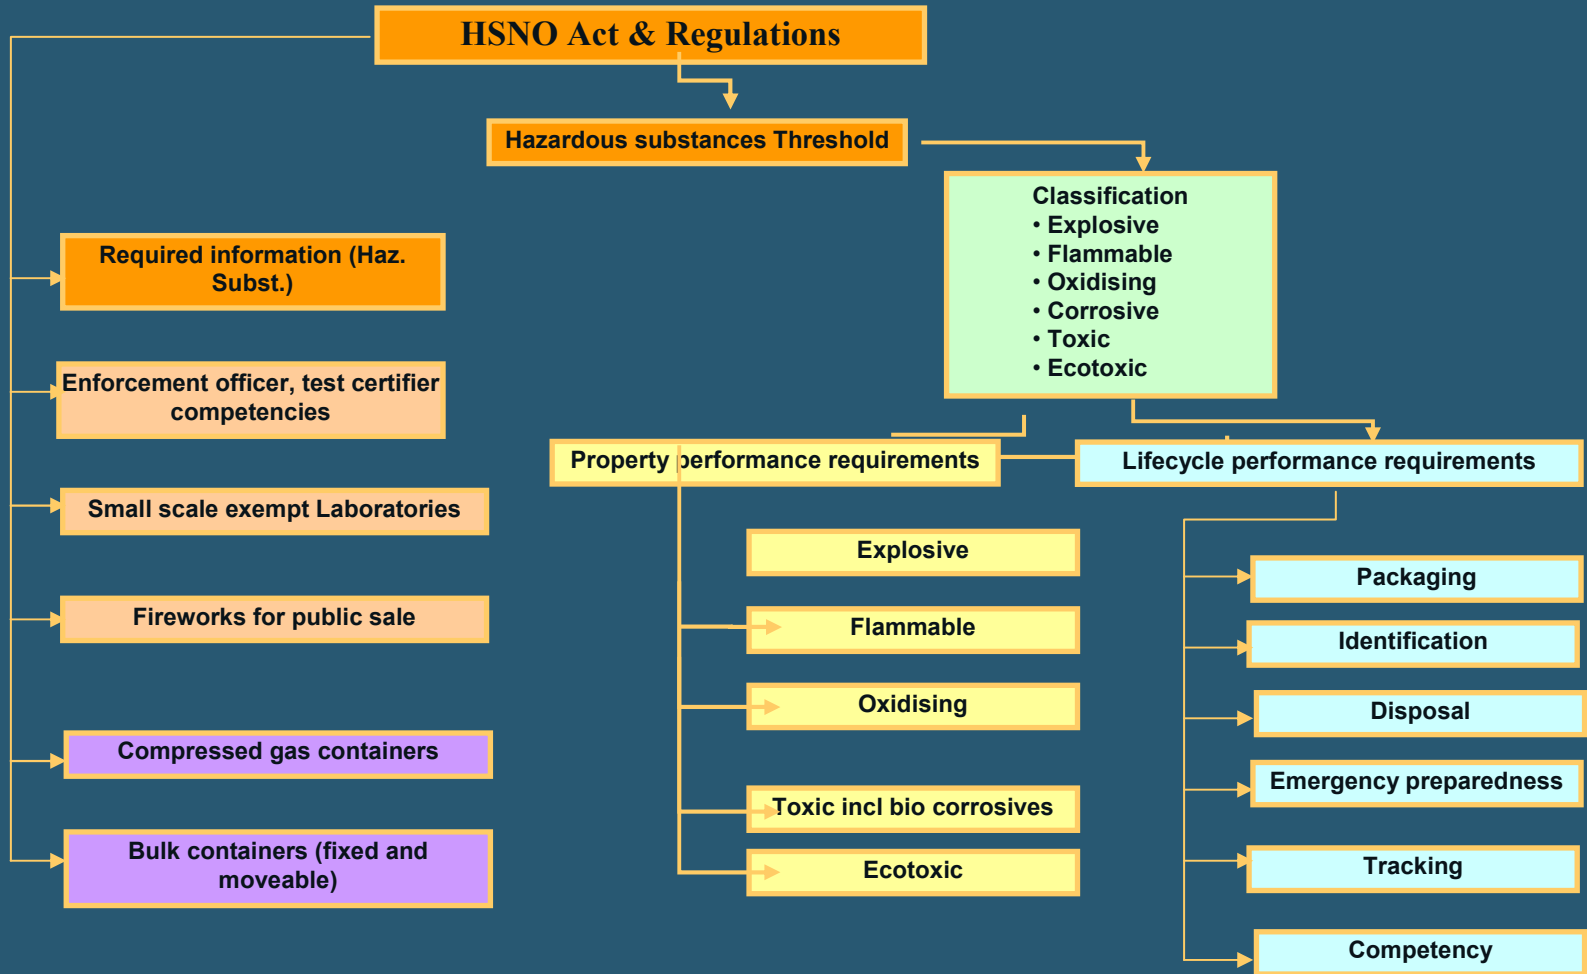 HSNO Act & Regulations
Hazardous substances Threshold
Classification
• Explosive
• Flammable
• Oxidising
• Corrosive
• Toxic
• Ecotoxic
Required information (Haz.
Subst.)
Enforcement officer, test certifier
competencies
Small scale exempt Laboratories
Fireworks for public sale
Compressed gas containers
Bulk containers (fixed and
moveable)
Property performance requirements
Explosive
Flammable
Oxidising
Toxic incl bio corrosives
Ecotoxic
Lifecycle performance requirements
Packaging
Identification
Disposal
Emergency preparedness
Tracking
Competency